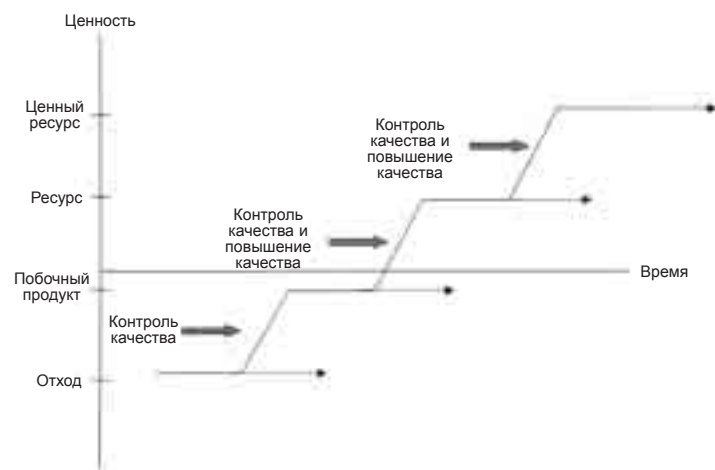 Ценность
Ценный
ресурс
Контроль
качества и
повышение
качества
Ресурс
Контроль
качества и
повышение
качества
Время
Побочный
продукт
Контроль
качества
Отход